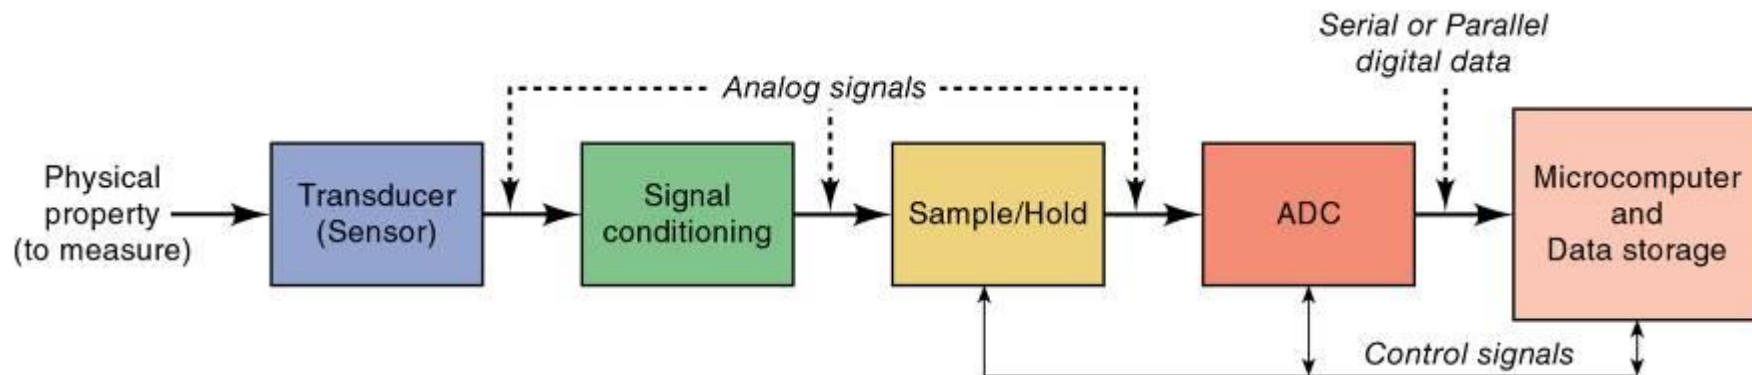 Serial or Parallel
digital data
Analog signals
Physical
property
(to measure)
Transducer
(Sensor)
Signal
conditioning
Sample/Hold
ADC
Microcomputer
and
Data storage
Control signals